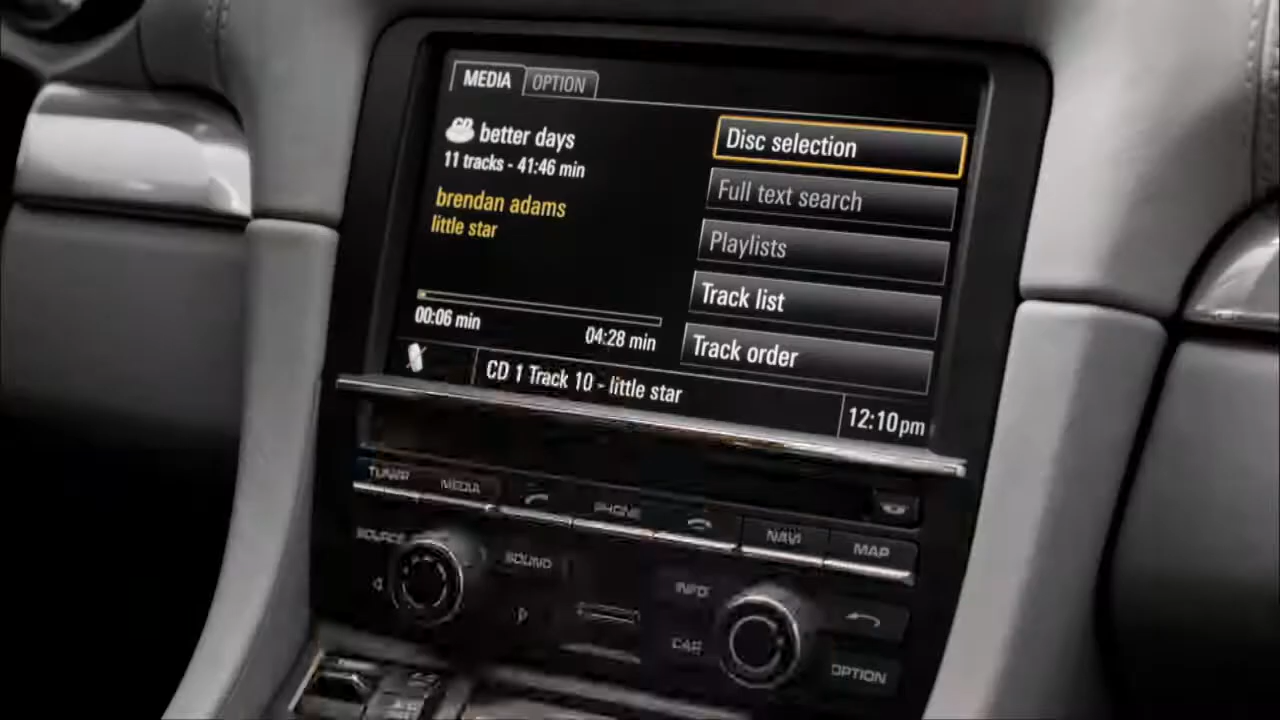 MEDIA
OPTION
CD
better days
11 tracks - 41:46 min
brendan adams
little star
00:06 min
04:28 min
CD 1 Track 10 - little star
12:10pm
Disc selection
Full text search
Playlists
Track list
Track order
TUNER
MEDIA
PHONE
NAVI
MAP
SOURCE
SOUND
INFO
CAR
OPTION